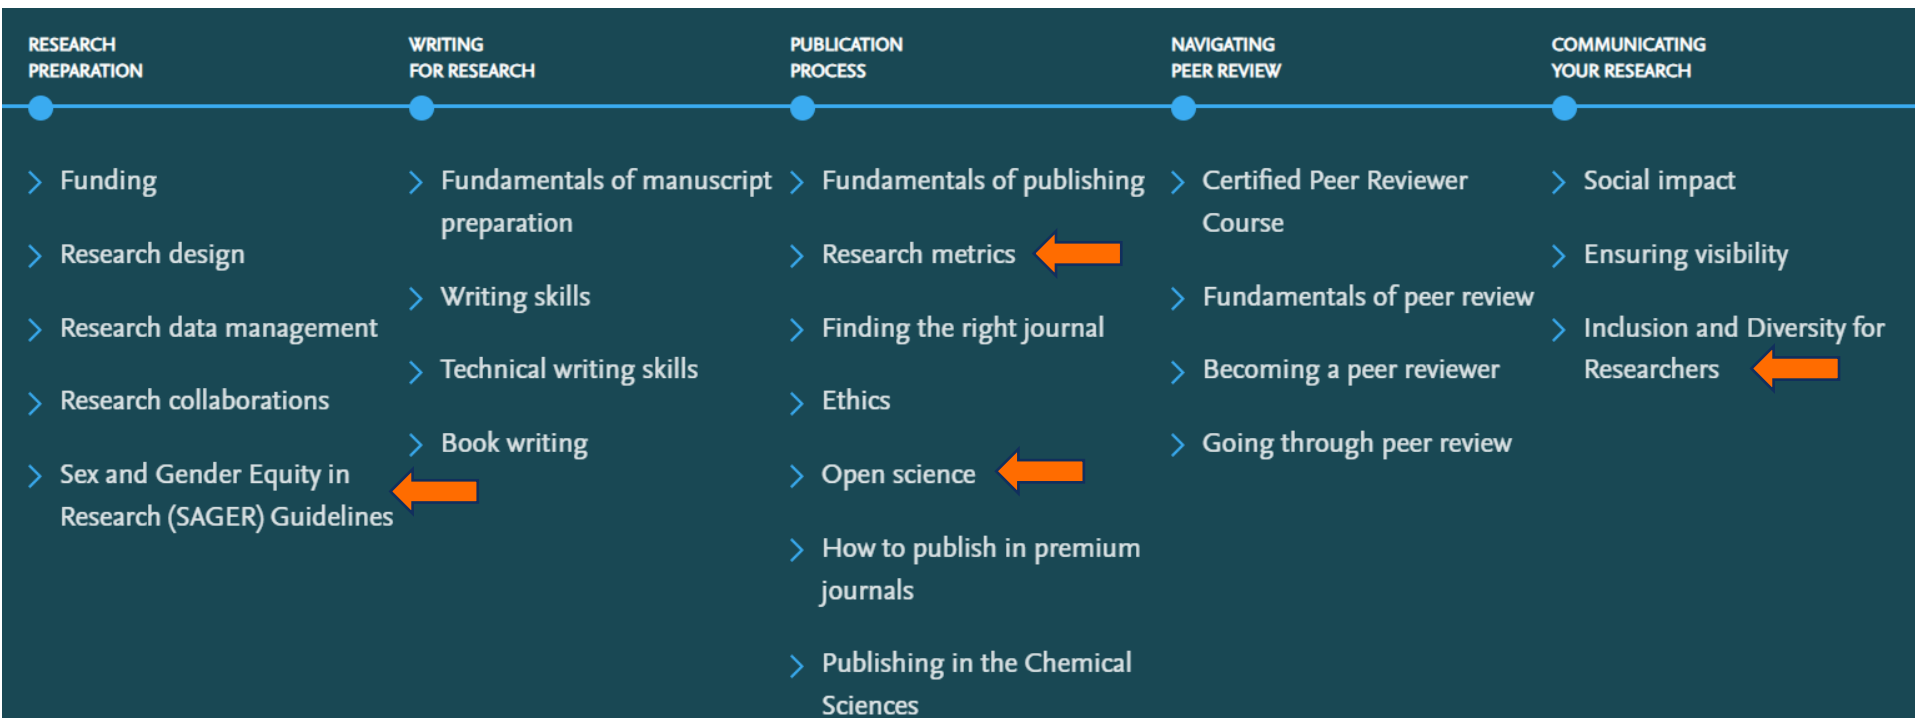 RESEARCH
PREPARATION
Funding
Research design
Research data management
Research collaborations
Sex and Gender Equity in
Research (SAGER) Guidelines
WRITING
FOR RESEARCH
Fundamentals of manuscript
preparation
Writing skills
Technical writing skills
Book writing
PUBLICATION
PROCESS
Fundamentals of publishing
Research metrics
Finding the right journal
Ethics
Open science
How to publish in premium
journals
Publishing in the Chemical
Sciences
NAVIGATING
PEER REVIEW
Certified Peer Reviewer
Course
Fundamentals of peer review
Becoming a peer reviewer
Going through peer review
COMMUNICATING
YOUR RESEARCH
Social impact
Ensuring visibility
Inclusion and Diversity for
Researchers